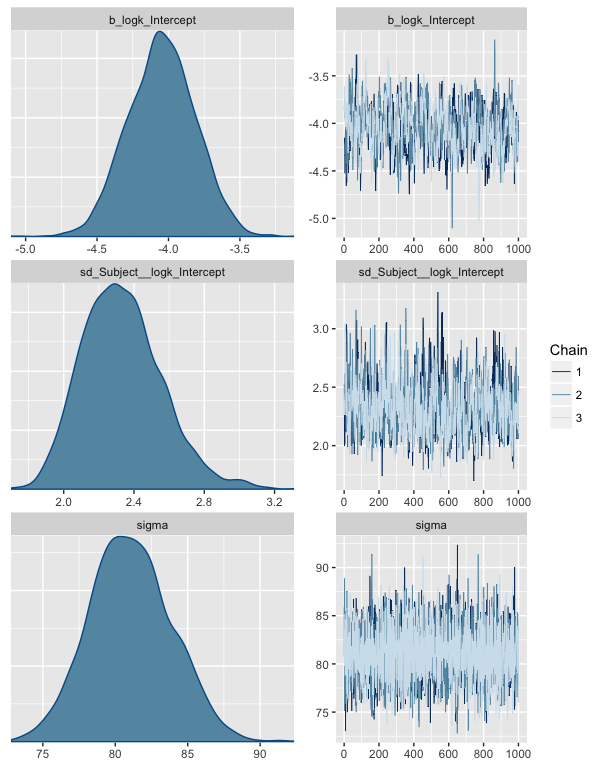 b_logk_Intercept
b_logk_Intercept
-3.5
-4.0
-4.5
-5.0
-5.0 -4.5 -4.0 -3.5
0 200 400 600 800 1000
sd_Subject__logk_Intercept
sd_Subject__logk_Intercept
3.0
2.5
2.0
2.0 2.4 2.8 3.2
0 200 400 600 800 1000
Chain
1
2
3
sigma
sigma
90
85
80
75
75 80 85 90
0 200 400 600 800 1000